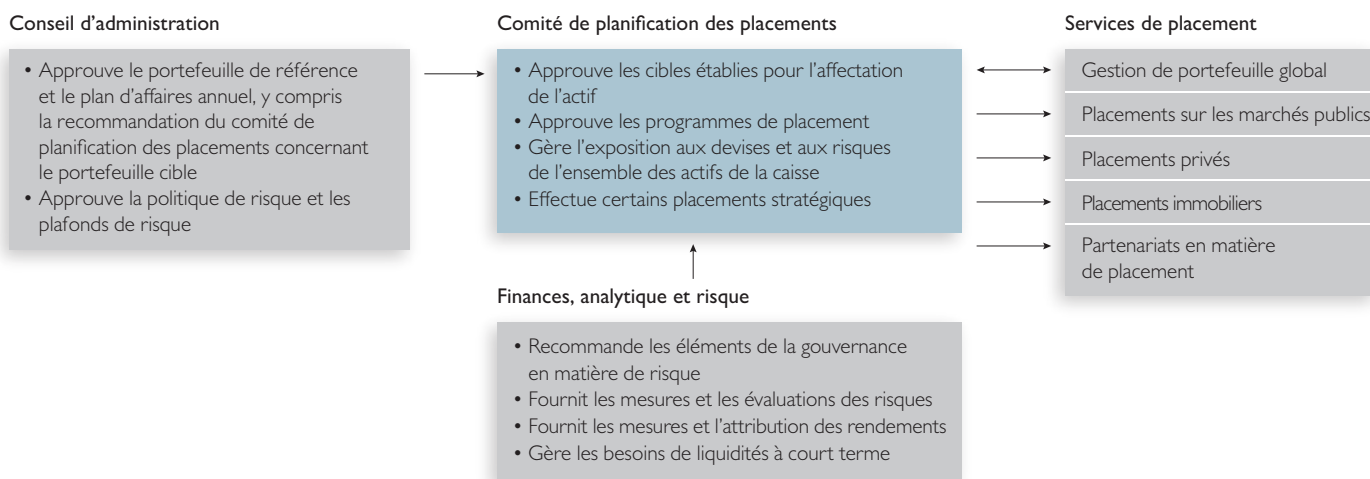 Conseil d'administration
• Approuve le portefeuille de référence
et le plan d'affaires annuel, y compris
la recommandation du comité de
planification des placements concernant
le portefeuille cible
• Approuve la politique de risque et les
plafonds de risque
Comité de planification des placements
• Approuve les cibles établies pour l'affectation
de l'actif
• Approuve les programmes de placement
• Gère l'exposition aux devises et aux risques
de l'ensemble des actifs de la caisse
• Effectue certains placements stratégiques
Finances, analytique et risque
• Recommande les éléments de la gouvernance
en matière de risque
• Fournit les mesures et les évaluations des risques
• Fournit les mesures et l'attribution des rendements
• Gère les besoins de liquidités à court terme
Services de placement
Gestion de portefeuille global
Placements sur les marchés publics
Placements privés
Placements immobiliers
Partenariats en matière
de placement